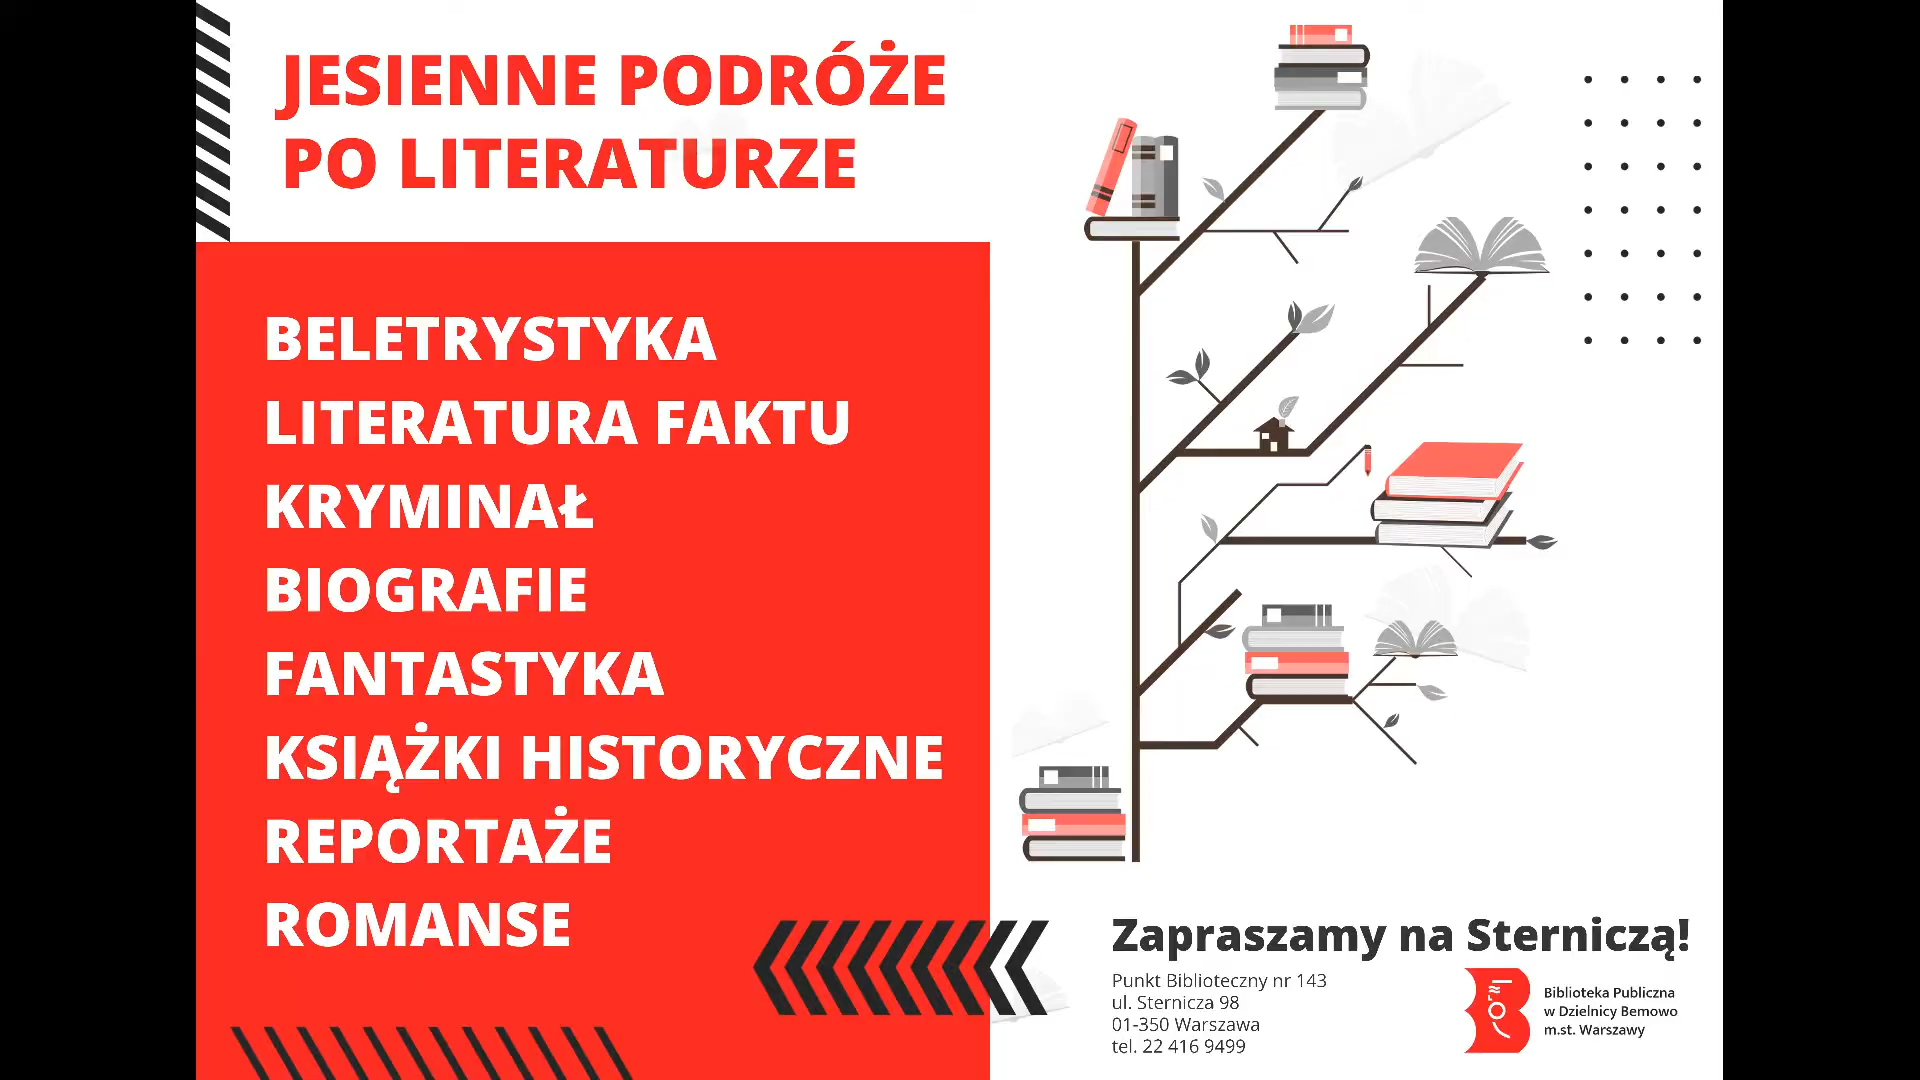 JESIENNE PODRÓŻE
PO LITERATURZE
BELETRYSTYKA
LITERATURA FAKTU
KRYMINAŁ
BIOGRAFIE
FANTASTYKA
KSIĄŻKI HISTORYCZNE
REPORTAŻE
ROMANSE
Zapraszamy na Sterniczą!
Punkt Biblioteczny nr 143
ul. Sternicza 98
01-350 Warszawa
tel. 22 416 9499
Biblioteka Publiczna
w Dzielnicy Bemowo
m.st. Warszawy